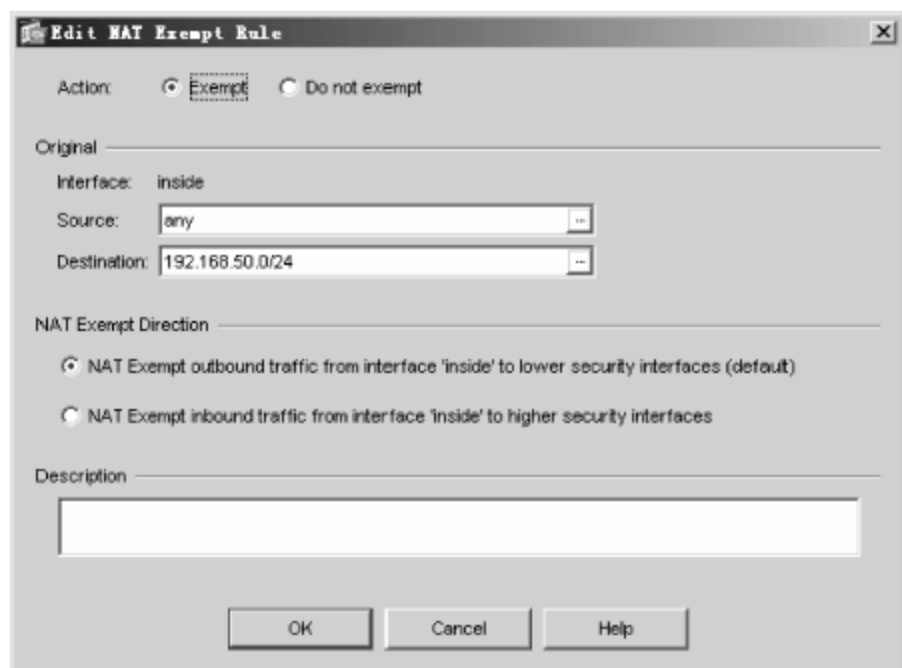 Edit NAT Exempt Rule
Action: Exempt Do not exempt
Original
Interface: inside
Source: any ...
Destination: 192.168.50.0/24 ...
NAT Exempt Direction
NAT Exempt outbound traffic from interface 'inside' to lower security interfaces (default)
NAT Exempt inbound traffic from interface 'inside' to higher security interfaces
Description
OK Cancel Help